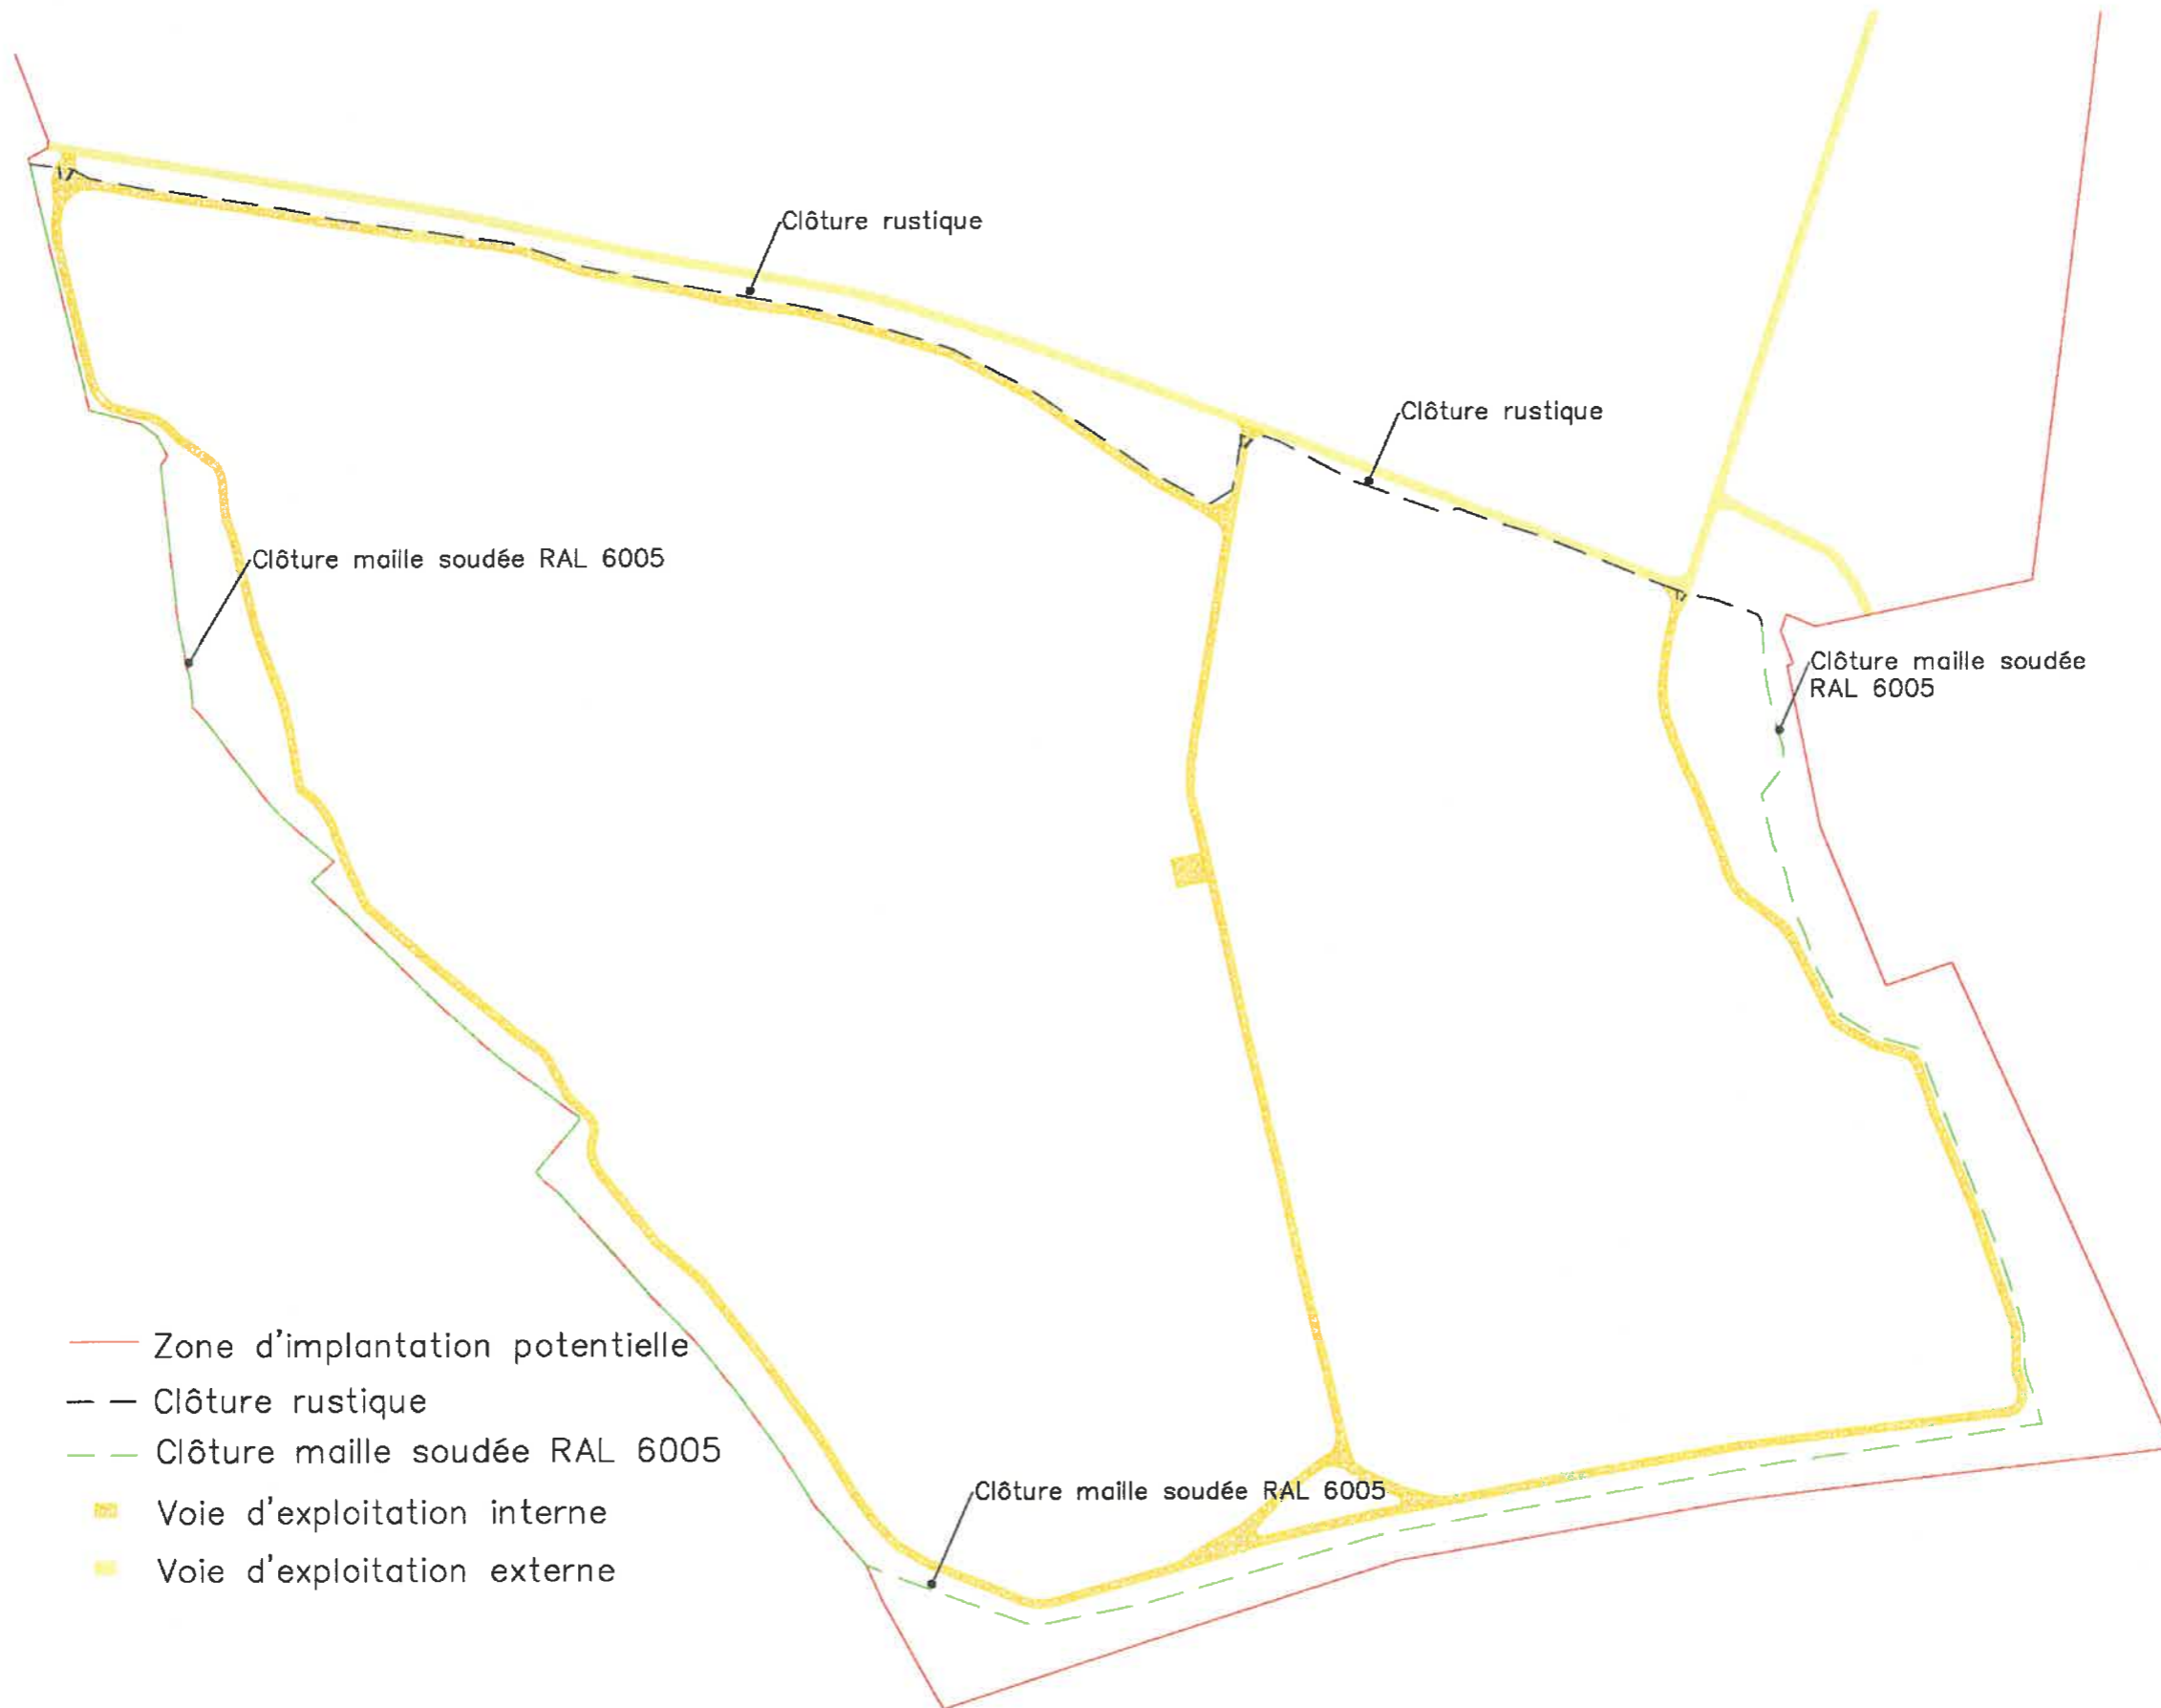 Clôture rustique
Clôture rustique
Clôture maille soudée RAL 6005
Clôture maille soudée
RAL 6005
Zone d'implantation potentielle
Clôture rustique
Clôture maille soudée RAL 6005
Clôture maille soudée RAL 6005
Voie d'exploitation interne
Voie d'exploitation externe